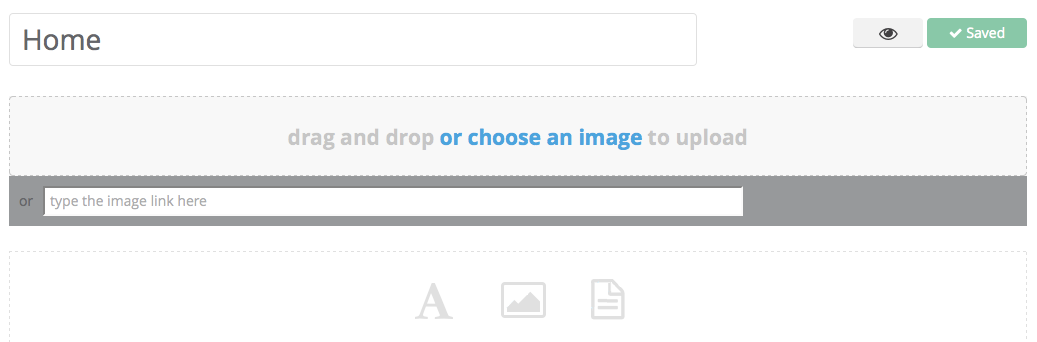 Home
Saved
drag and drop or choose an image to upload
or type the image link here
A